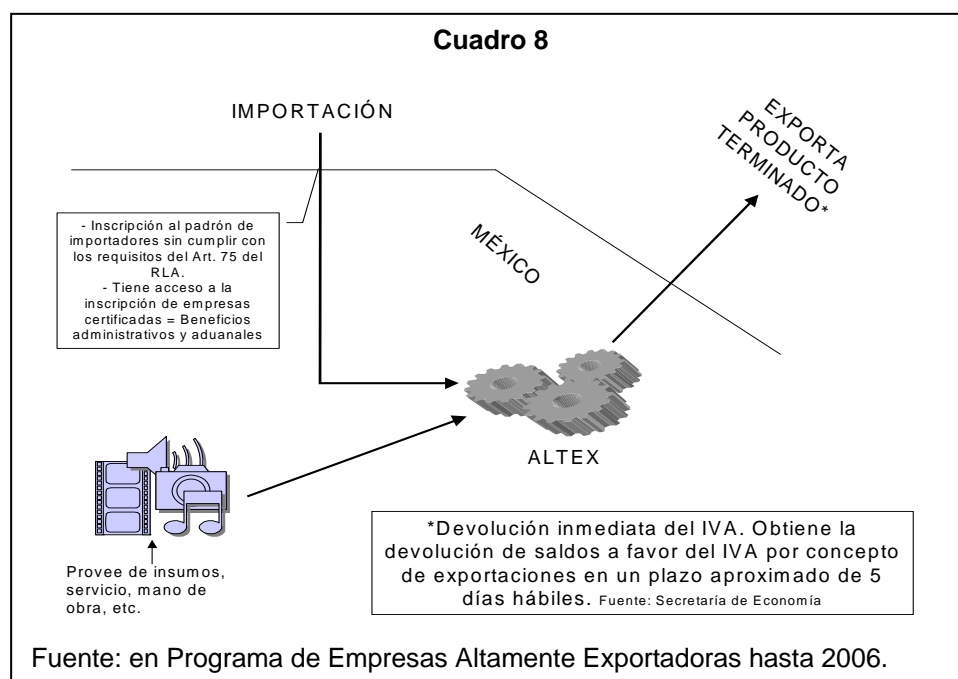 Cuadro 8
IMPORTACIÓN
EXPORTA
PRODUCTO
TERMINADO*
- Inscripción al padrón de
importadores sin cumplir con
los requisitos del Art. 75 del
RLA.
- Tiene acceso a la
inscripción de empresas
certificadas = Beneficios
administrativos y aduanales
MÉXICO
ALTEX
Provee de insumos,
servicio, mano de
obra, etc.
*Devolución inmediata del IVA. Obtiene la
devolución de saldos a favor del IVA por concepto
de exportaciones en un plazo aproximado de 5
días hábiles. Fuente: Secretaría de Economía
Fuente: en Programa de Empresas Altamente Exportadoras hasta 2006.